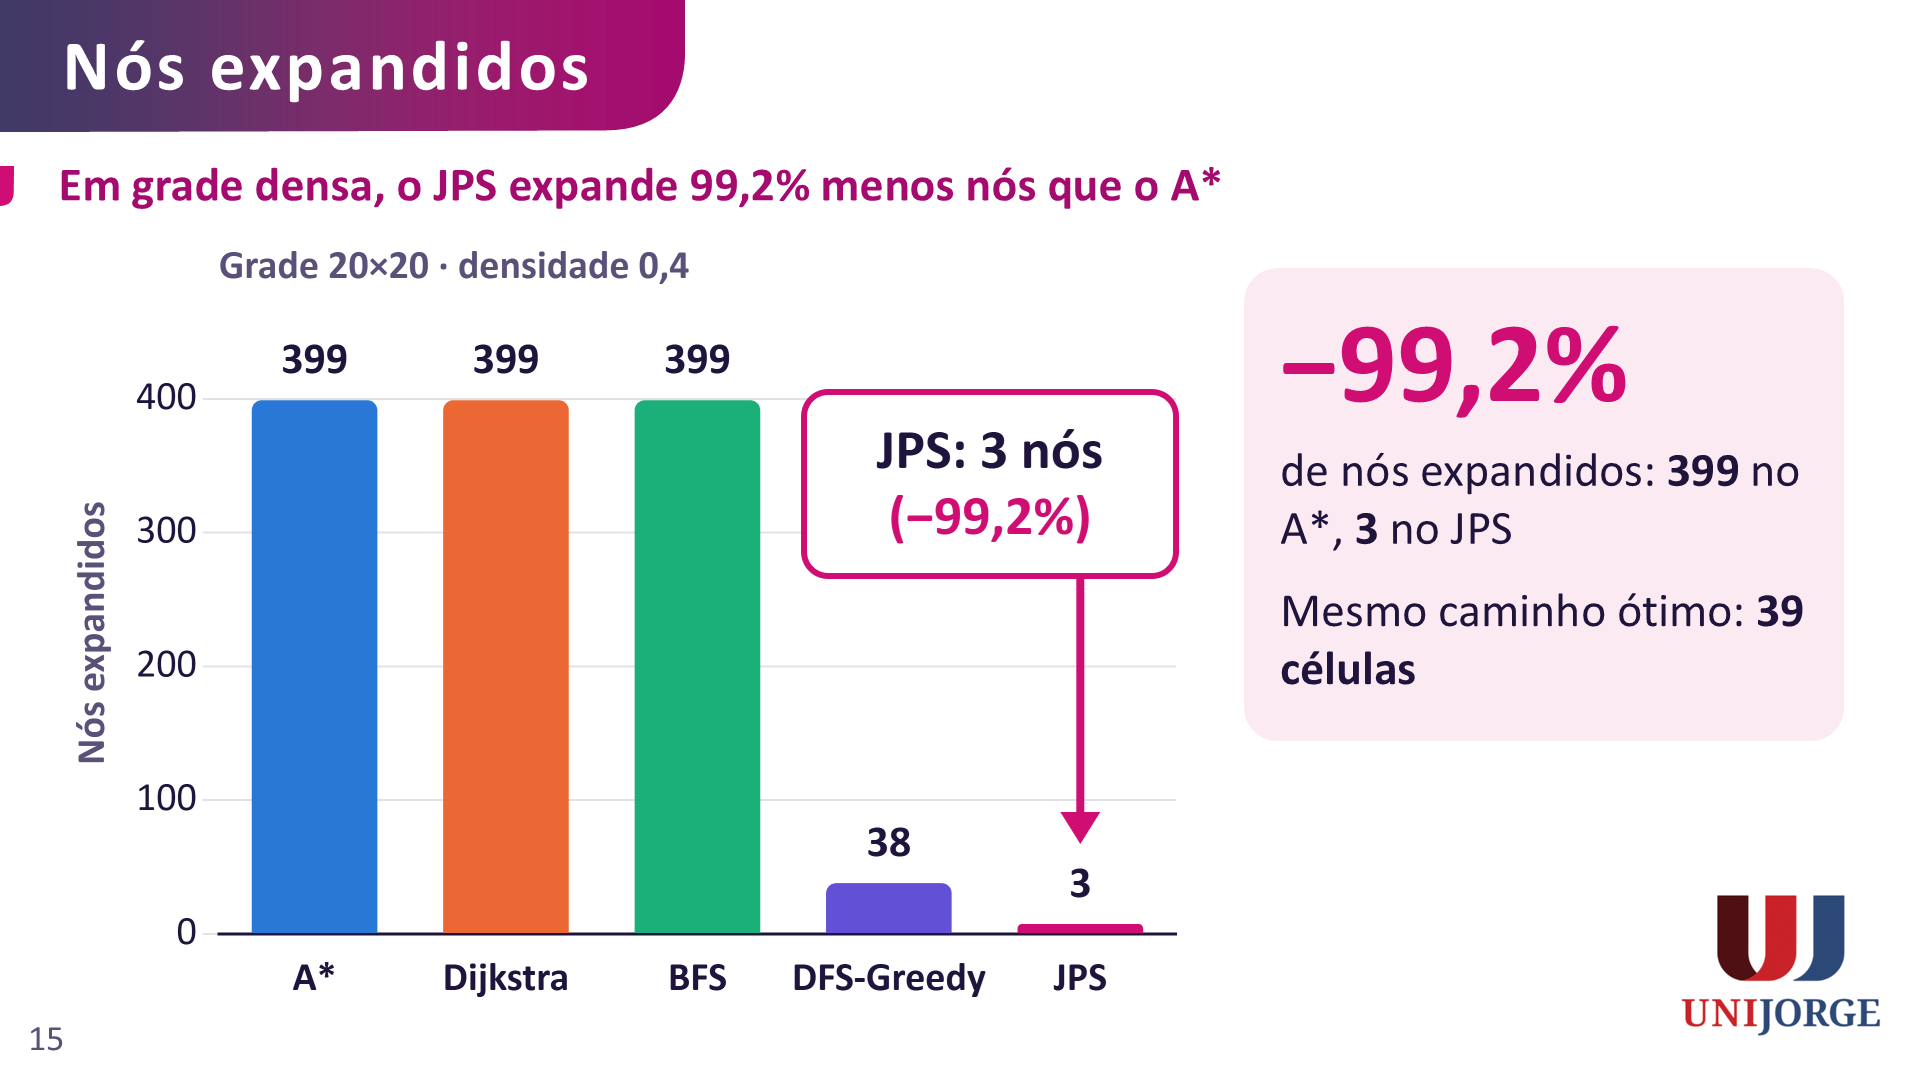 Nós expandidos
Em grade densa, o JPS expande 99,2% menos nós que o A*
Grade 20×20 · densidade 0,4
Nós expandidos
400
300
200
100
0
399
399
399
38
3
JPS: 3 nós
(−99,2%)
A*
Dijkstra
BFS
DFS-Greedy
JPS
−99,2%
de nós expandidos: 399 no
A*, 3 no JPS
Mesmo caminho ótimo: 39
células
UNIJORGE
15